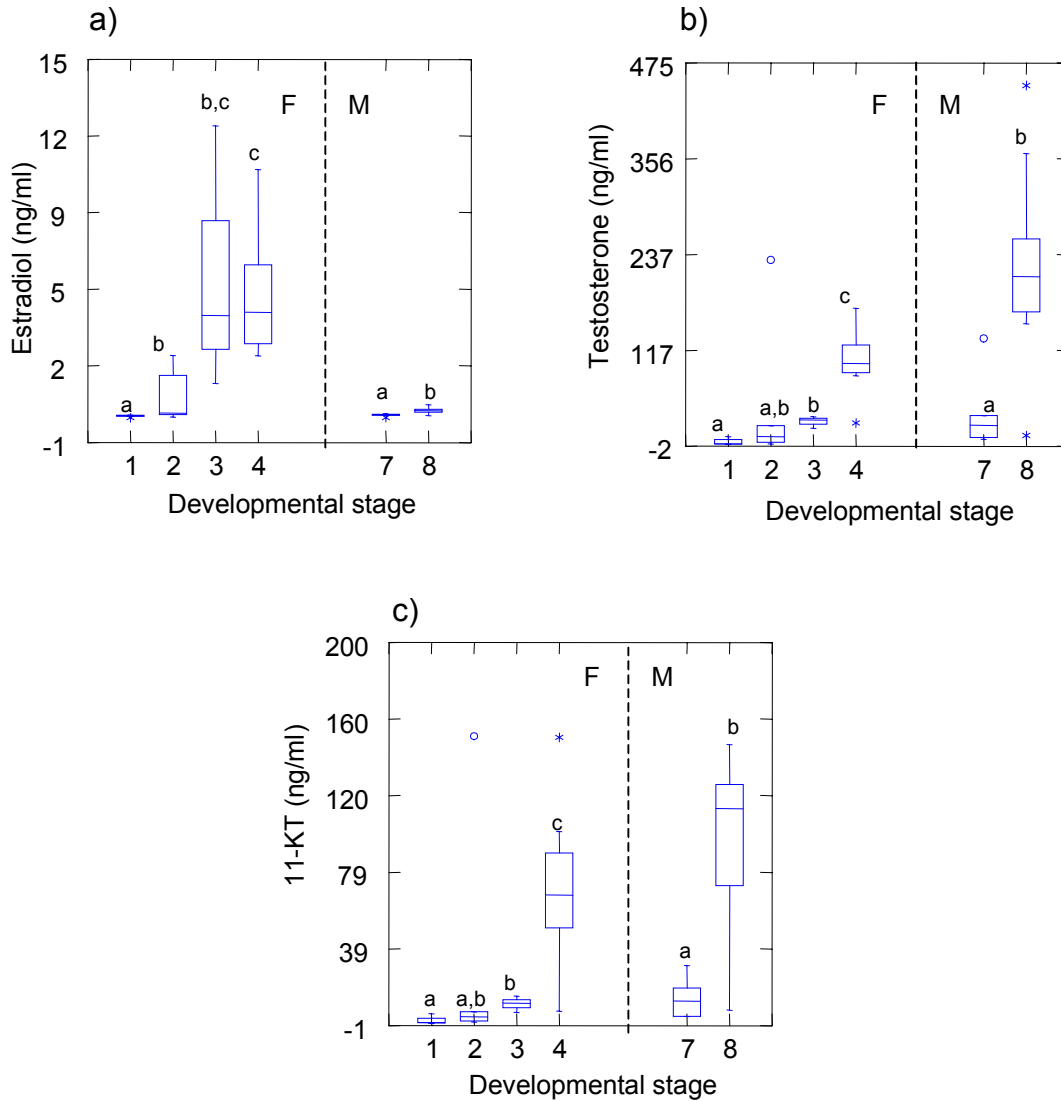 a)
15
12
9
5
2
-1
Estradiol (ng/ml)
F
M
a
b
b,c
c
a
b
1 2 3 4 7 8
Developmental stage
b)
475
356
237
117
-2
Testosterone (ng/ml)
F
M
a
a,b
b
c
a
b
1 2 3 4 7 8
Developmental stage
c)
200
160
120
79
39
-1
11-KT (ng/ml)
F
M
a
a,b
b
c
a
b
1 2 3 4 7 8
Developmental stage